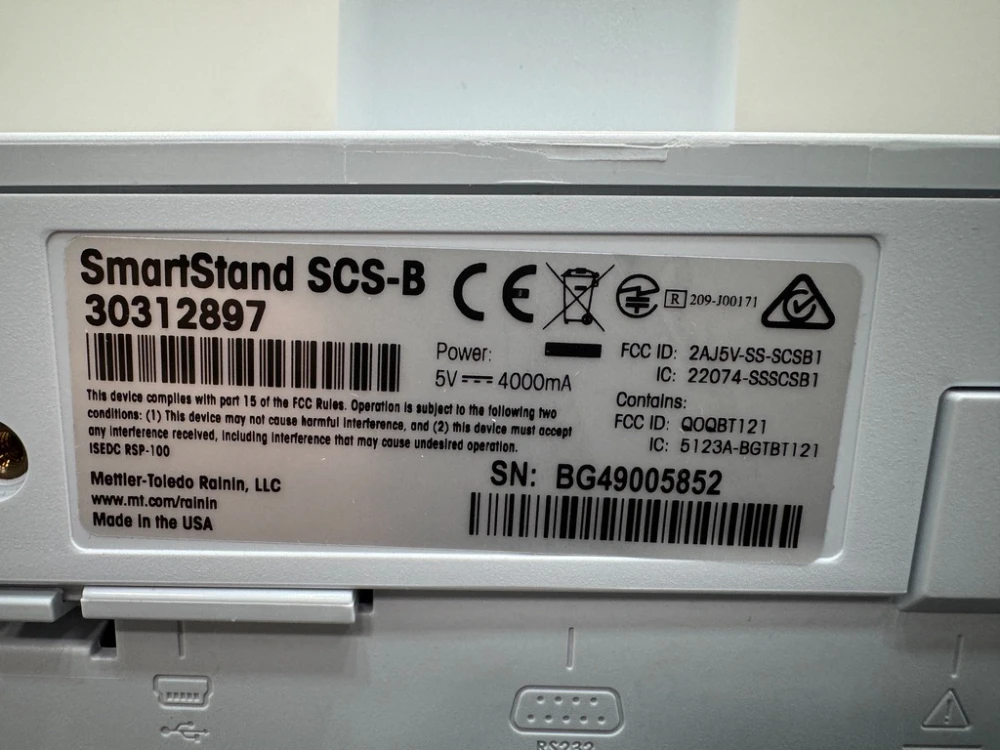 SmartStand SCS-B
30312897
CE
R 209-J00171
Power:
5V 4000mA
FCC ID: 2AJ5V-SS-SCSB1
IC: 22074-SSSCSB1
Contains:
FCC ID: QOQBT121
IC: 5123A-BGTBT121
This device complies with part 15 of the FCC Rules. Operation is subject to the following two
conditions: (1) This device may not cause harmful interference, and (2) this device must accept
any interference received, including interference that may cause undesired operation.
ISEDC RSP-100
Mettler-Toledo Rainin, LLC
www.mt.com/rainin
Made in the USA
SN: BG49005852
RS232